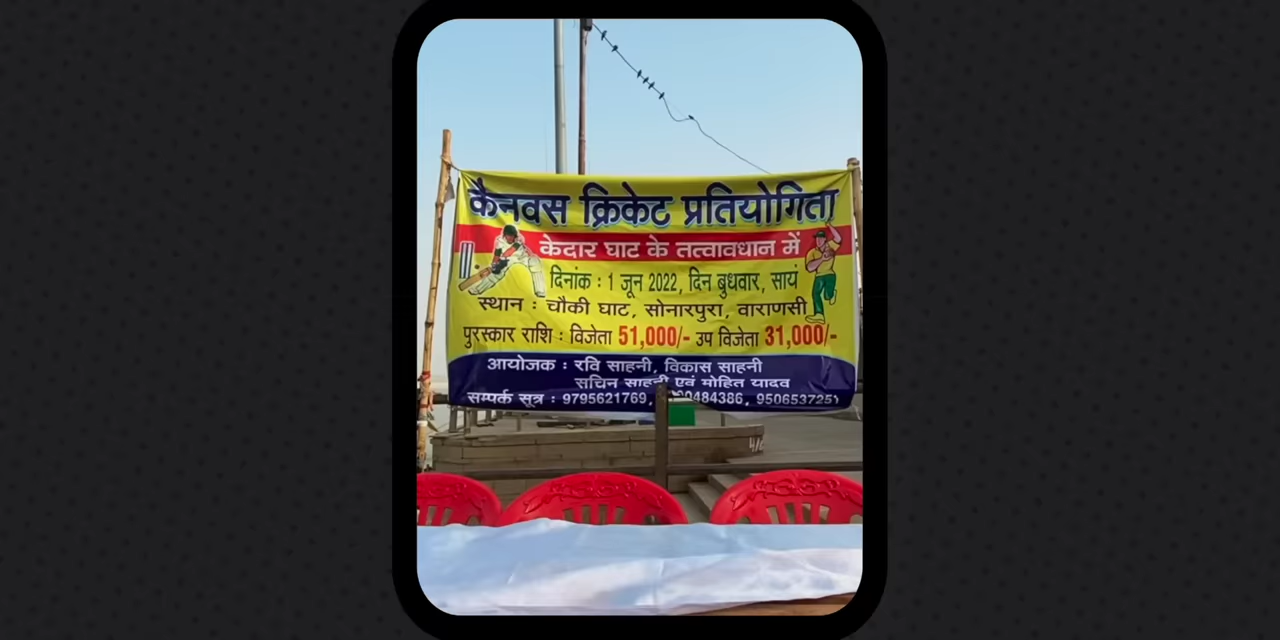 कैनवस क्रिकेट प्रतियोगिता
केदार घाट के तत्वावधान में
दिनांक : 1 जून 2022, दिन बुधवार, सायं
स्थान : चौकी घाट, सोनारपुरा, वाराणसी
पुरस्कार राशि : विजेता 51,000/- उप विजेता 31,000/-
आयोजक : रवि साहनी, विकास साहनी
सचिन साहनी एवं मोहित यादव
सम्पर्क सूत्र : 9795621769,